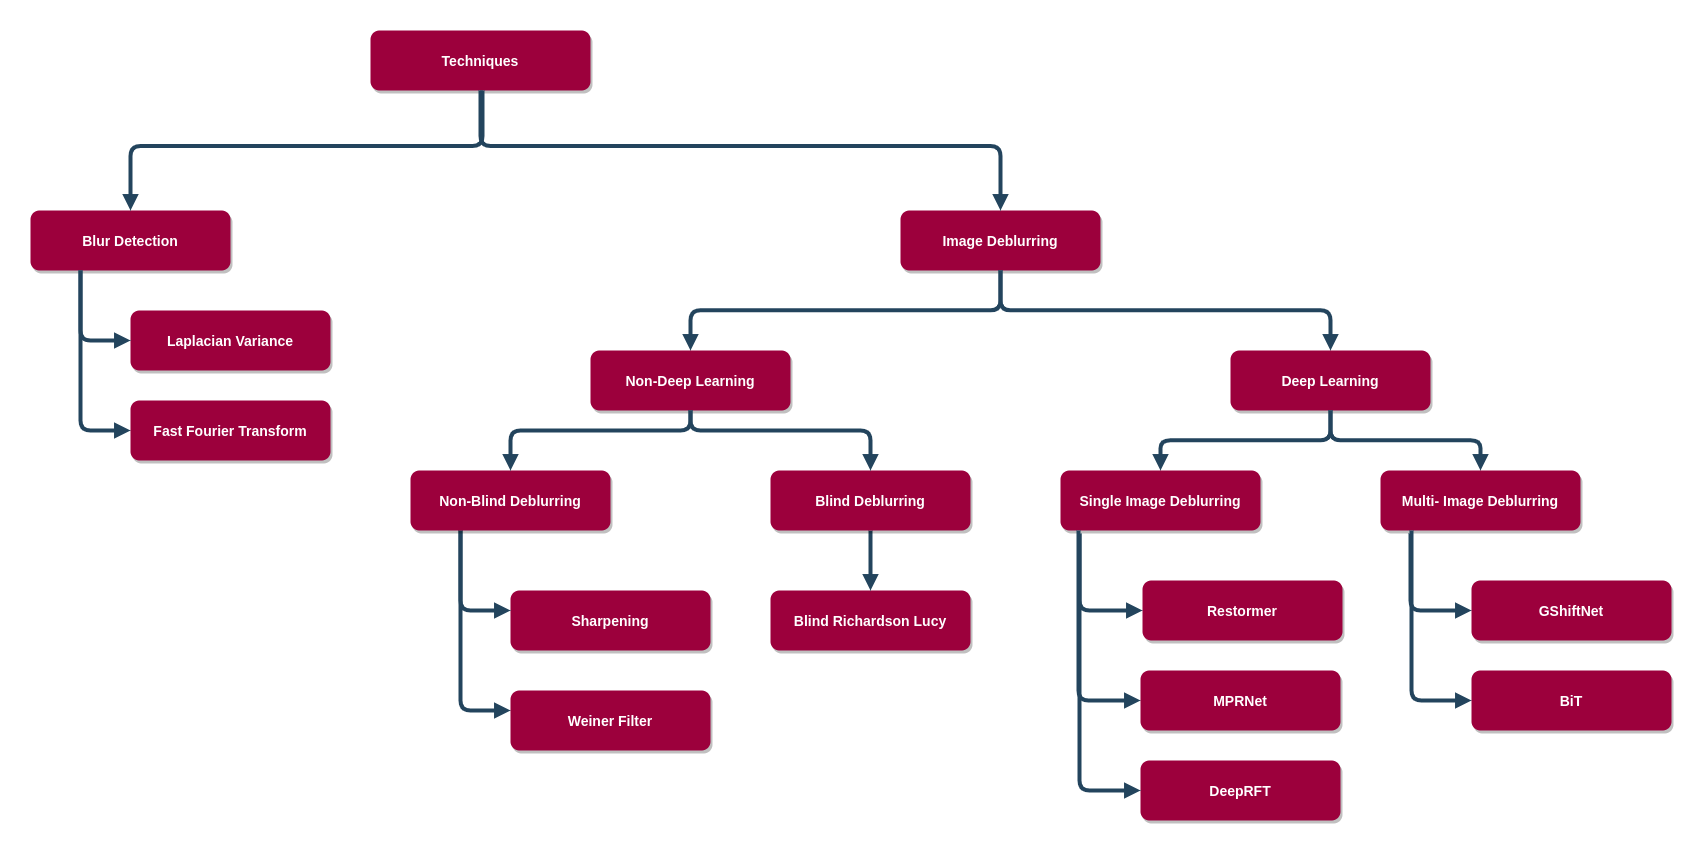 Techniques
Blur Detection
Image Deblurring
Laplacian Variance
Fast Fourier Transform
Non-Deep Learning
Deep Learning
Non-Blind Deblurring
Blind Deblurring
Single Image Deblurring
Multi- Image Deblurring
Sharpening
Blind Richardson Lucy
Restormer
GShiftNet
Weiner Filter
MPRNet
BiT
DeepRFT